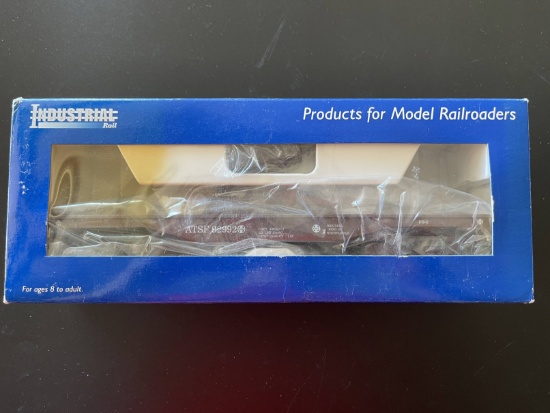 INDUSTRIAL
Rail
Products for Model Railroaders
ATSF 92992
For ages 8 to adult.